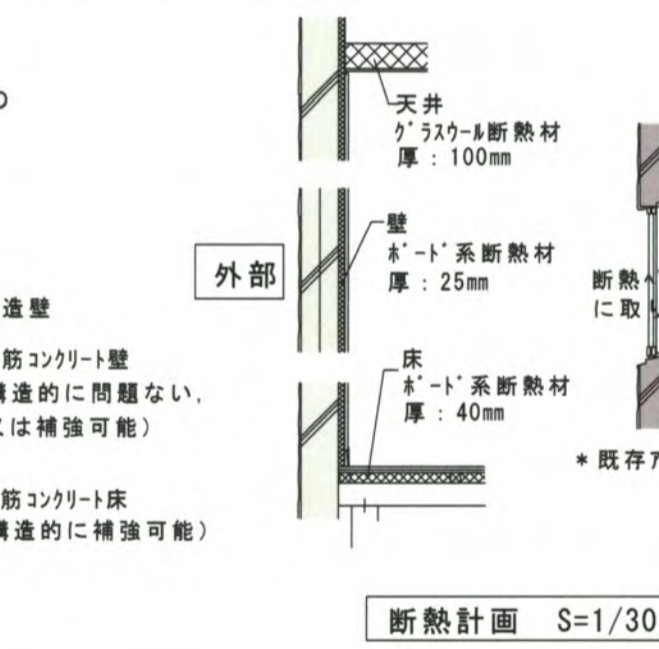 天井
グラスウール断熱材
厚：100mm
外部
壁
ボード系断熱材
厚：25mm
断熱
に取
造壁
筋コンクリート壁
構造的に問題ない,
又は補強可能）
床
ボード系断熱材
厚：40mm
＊既存
筋コンクリート床
構造的に補強可能）
断熱計画　S=1/30